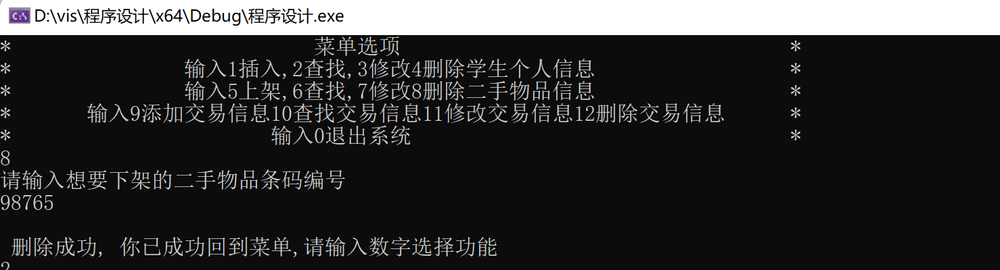 D:\vis\程序设计\x64\Debug\程序设计.exe
* 菜单选项 *
* 输入1插入,2查找,3修改4删除学生个人信息 *
* 输入5上架,6查找,7修改8删除二手物品信息 *
* 输入9添加交易信息10查找交易信息11修改交易信息12删除交易信息 *
* 输入0退出系统 *
8
请输入想要下架的二手物品条码编号
98765
删除成功, 你已成功回到菜单,请输入数字选择功能